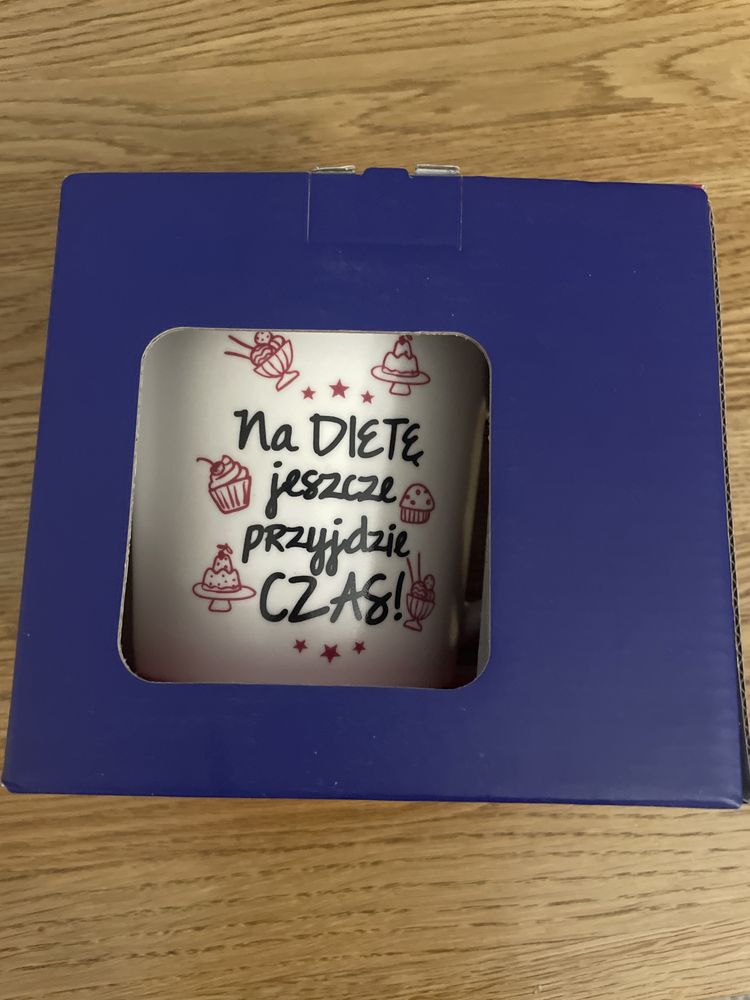 Na DIETĘ
jeszcze
przyjdzie
CZAS!